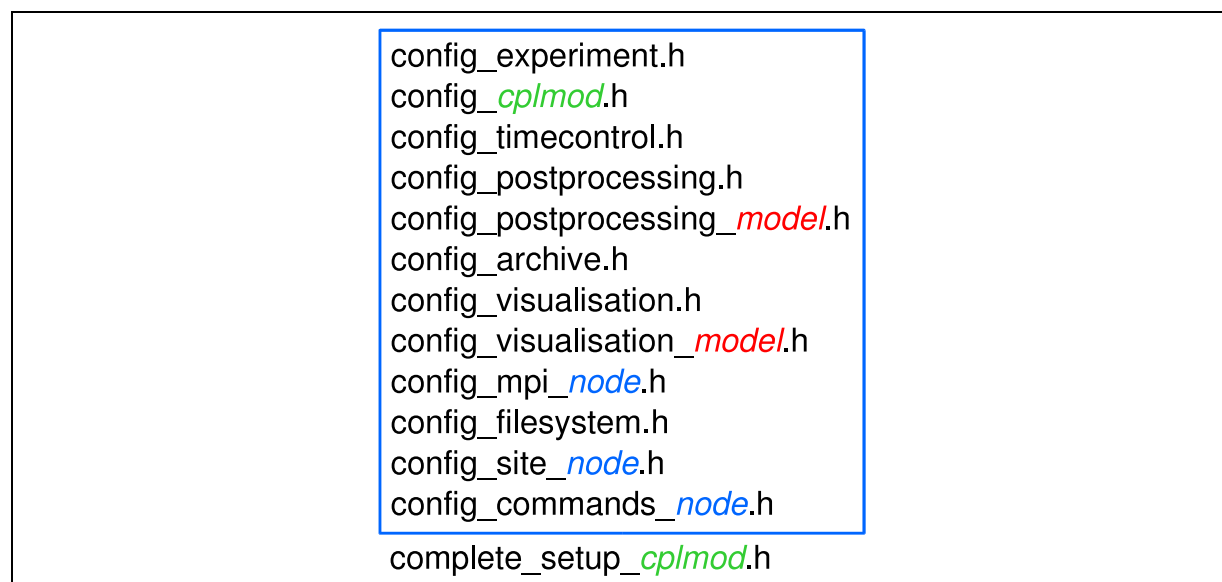 config_experiment.h
config_cplmod.h
config_timecontrol.h
config_postprocessing.h
config_postprocessing_model.h
config_archive.h
config_visualisation.h
config_visualisation_model.h
config_mpi_node.h
config_filesystem.h
config_site_node.h
config_commands_node.h
complete_setup_cplmod.h